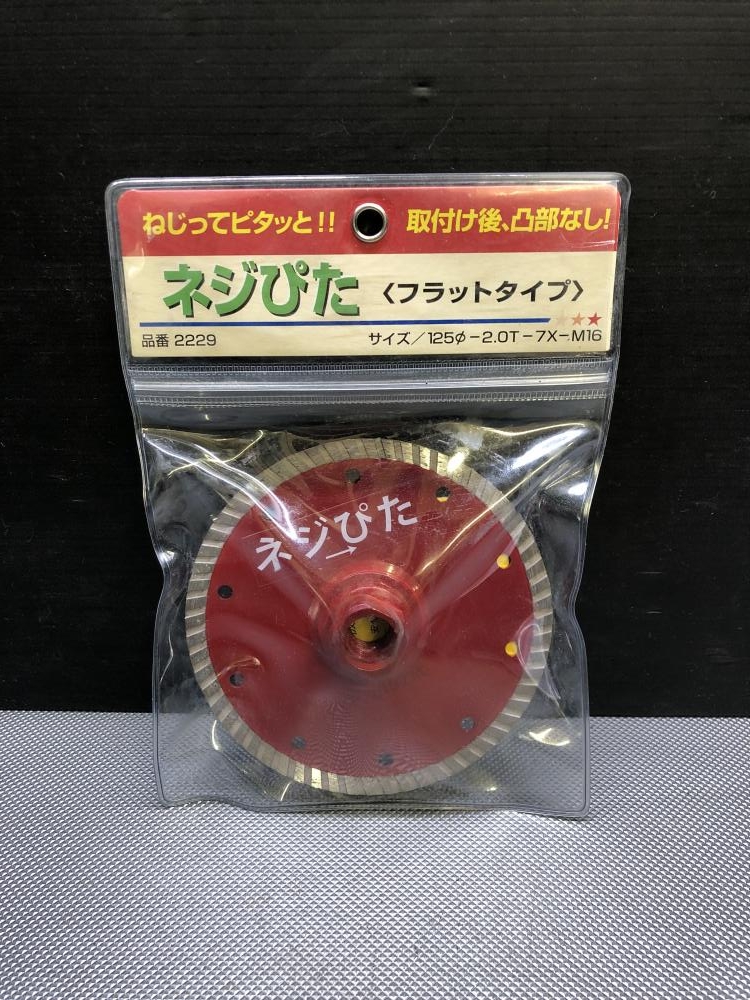 ねじってピタッと!! 取付け後、凸部なし!
ネジぴた 〈フラットタイプ〉
品番 2229 サイズ/125φ-2.0T-7X-M16
ネジぴた
→